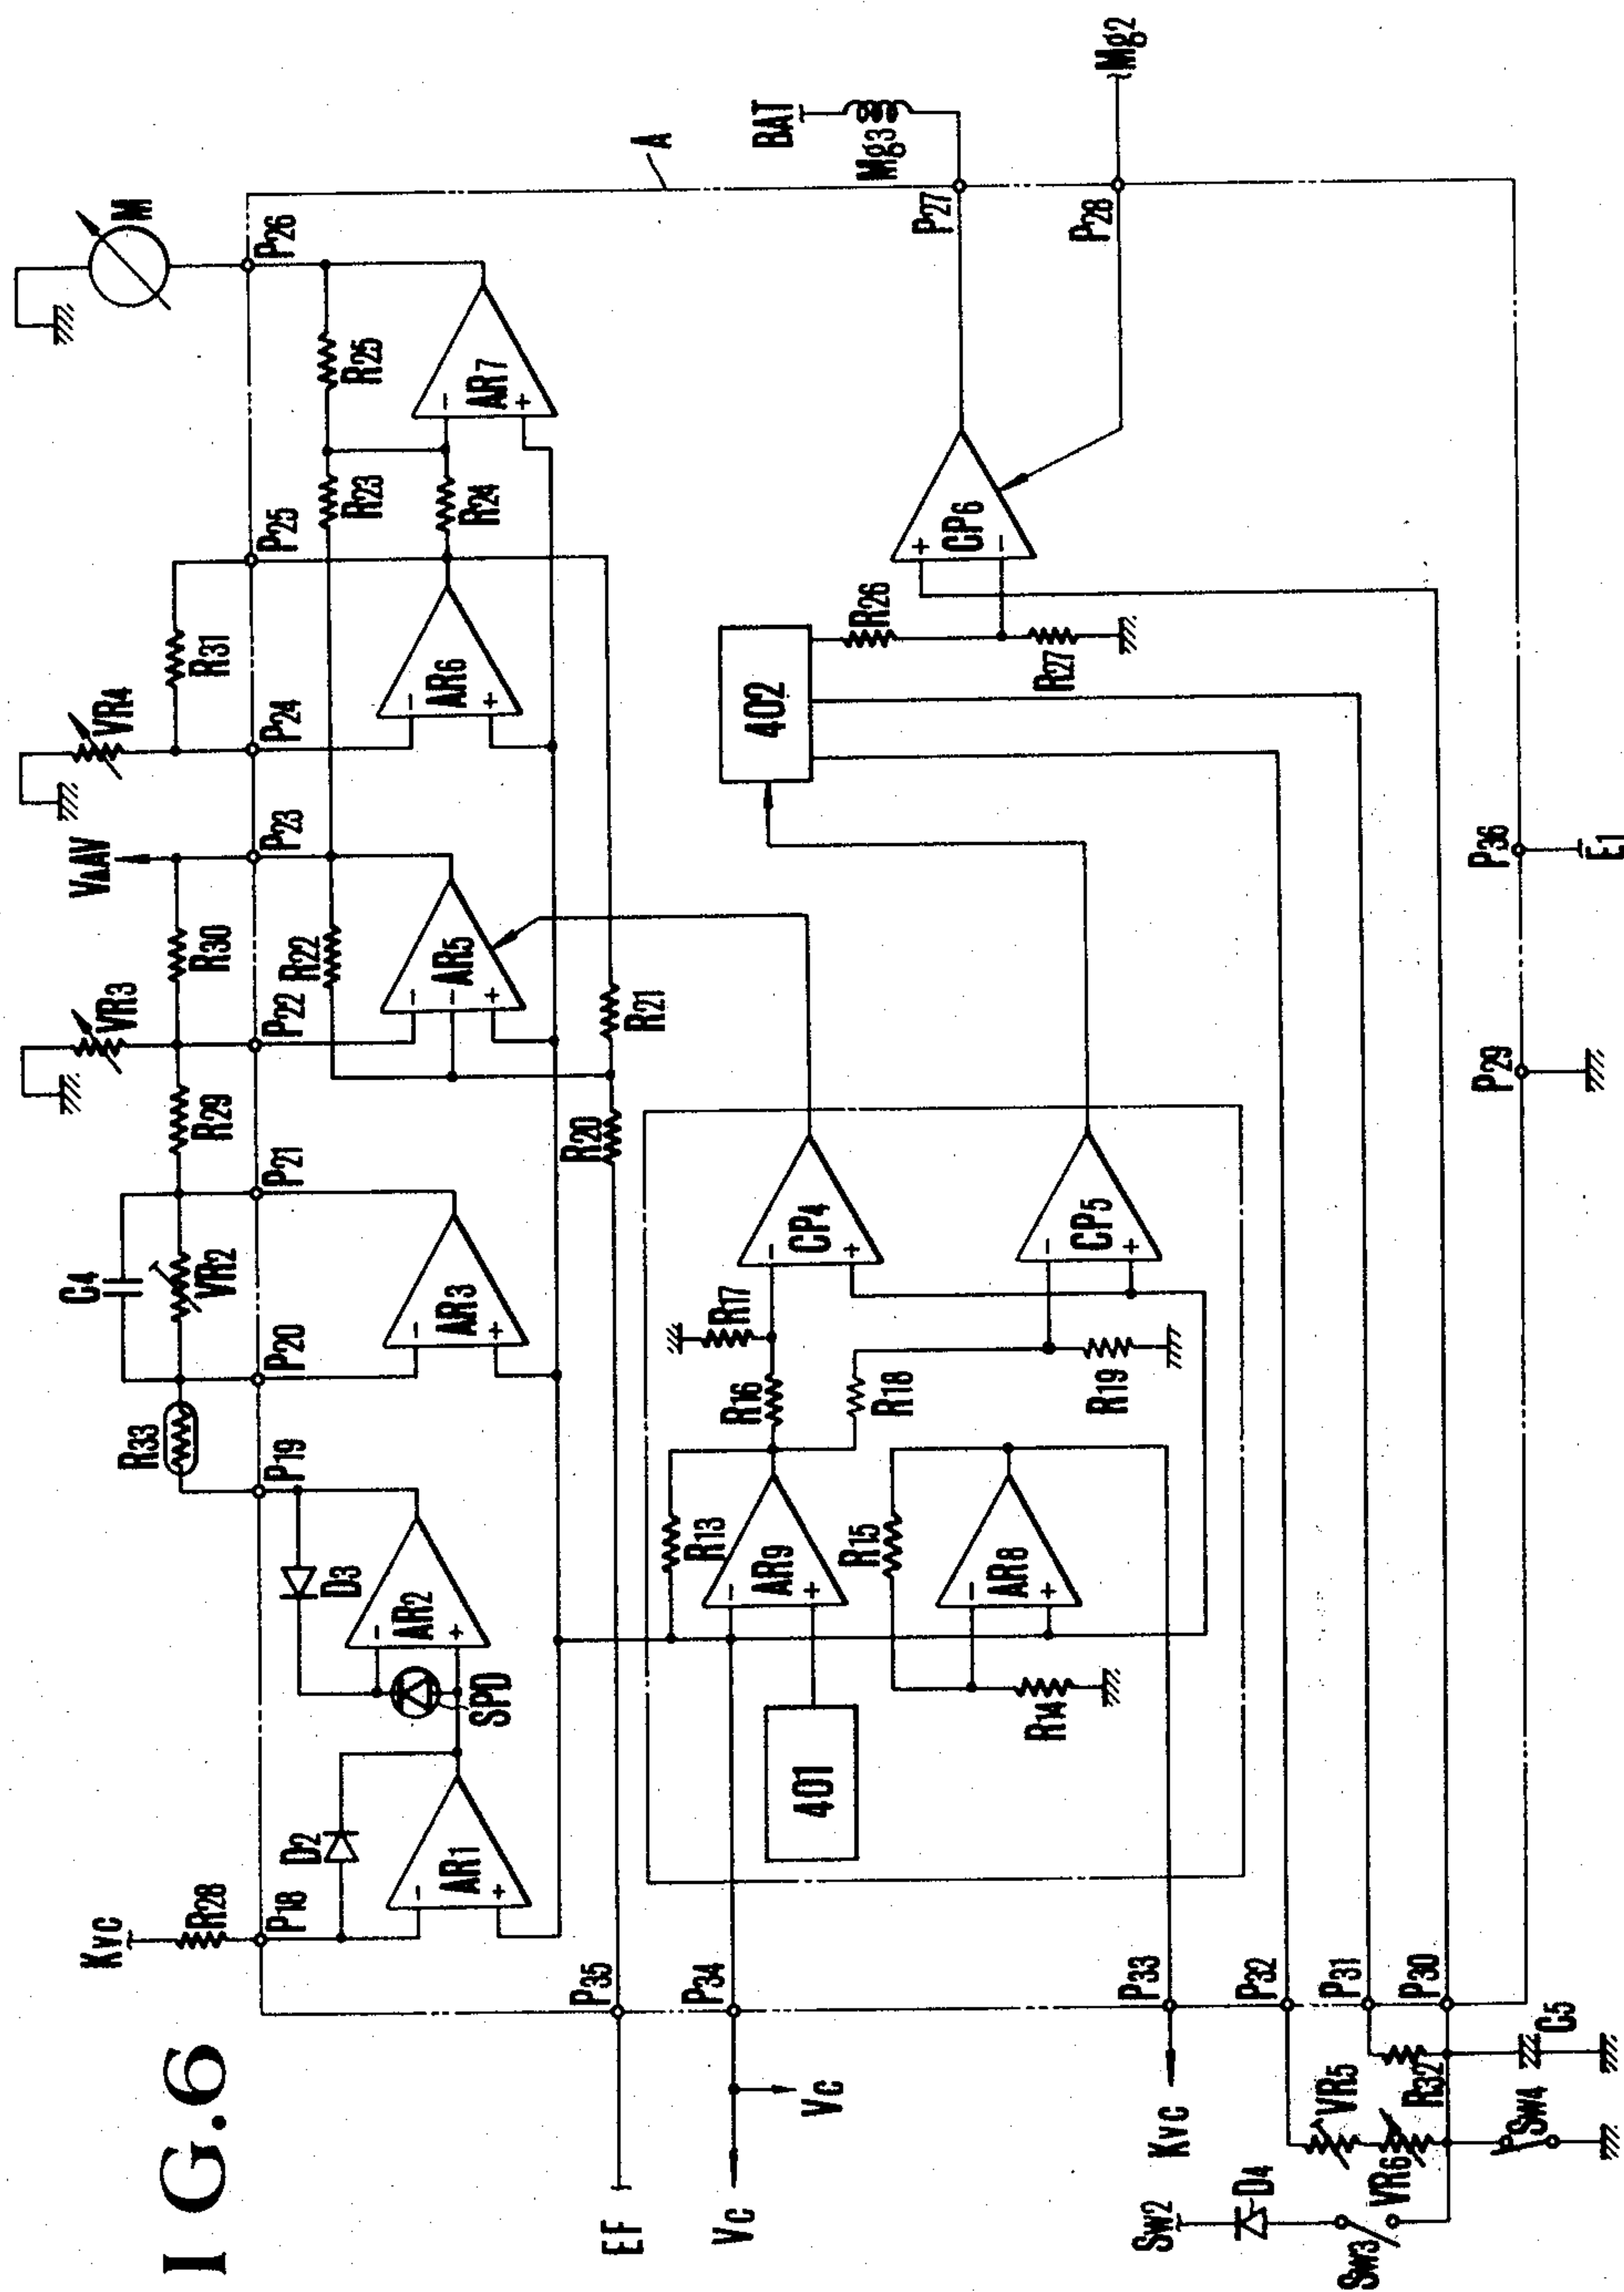 I G.6
Kvc
R28
P18
D2
AR1
−
+
D3
AR2
−
+
SPD
P19
R33
P20
C4
VR2
AR3
−
+
P21
R29
VR3
P22
R30
VAAV
P23
R22
AR5
−
−
+
R20
R21
VR4
P24
R31
P25
AR6
−
+
R23
R24
R25
AR7
−
+
P26
M
A
EF
P35
Vc
Vc
P34
401
R13
AR9
−
+
R15
AR8
−
+
R14
R16
R17
R18
R19
CP4
−
+
CP5
−
+
402
R26
R27
CP6
+
−
P27
Mg3
BAT
P28
Mg2
Kvc
P33
P32
P31
P30
Sw2
D4
Sw3
VR5
VR6
R32
Sw4
C5
P29
P36
E1